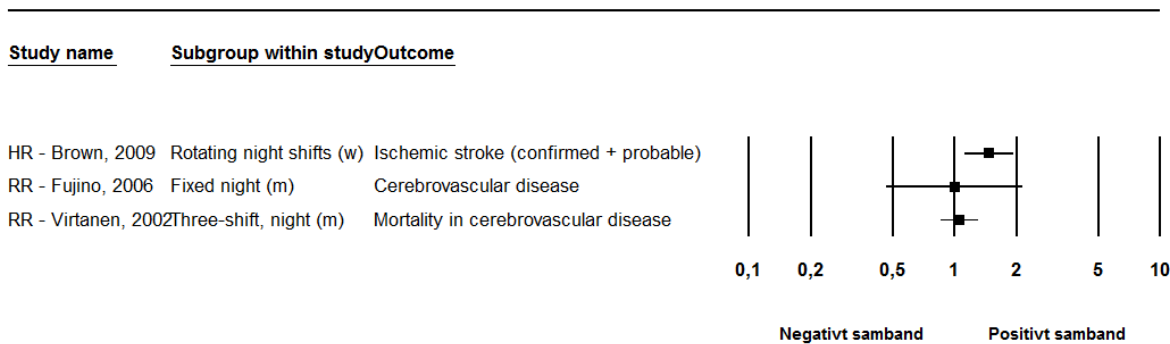 Study name Subgroup within studyOutcome
HR - Brown, 2009 Rotating night shifts (w) Ischemic stroke (confirmed + probable)
RR - Fujino, 2006 Fixed night (m) Cerebrovascular disease
RR - Virtanen, 2002Three-shift, night (m) Mortality in cerebrovascular disease
0,1 0,2 0,5 1 2 5 10
Negativt samband Positivt samband